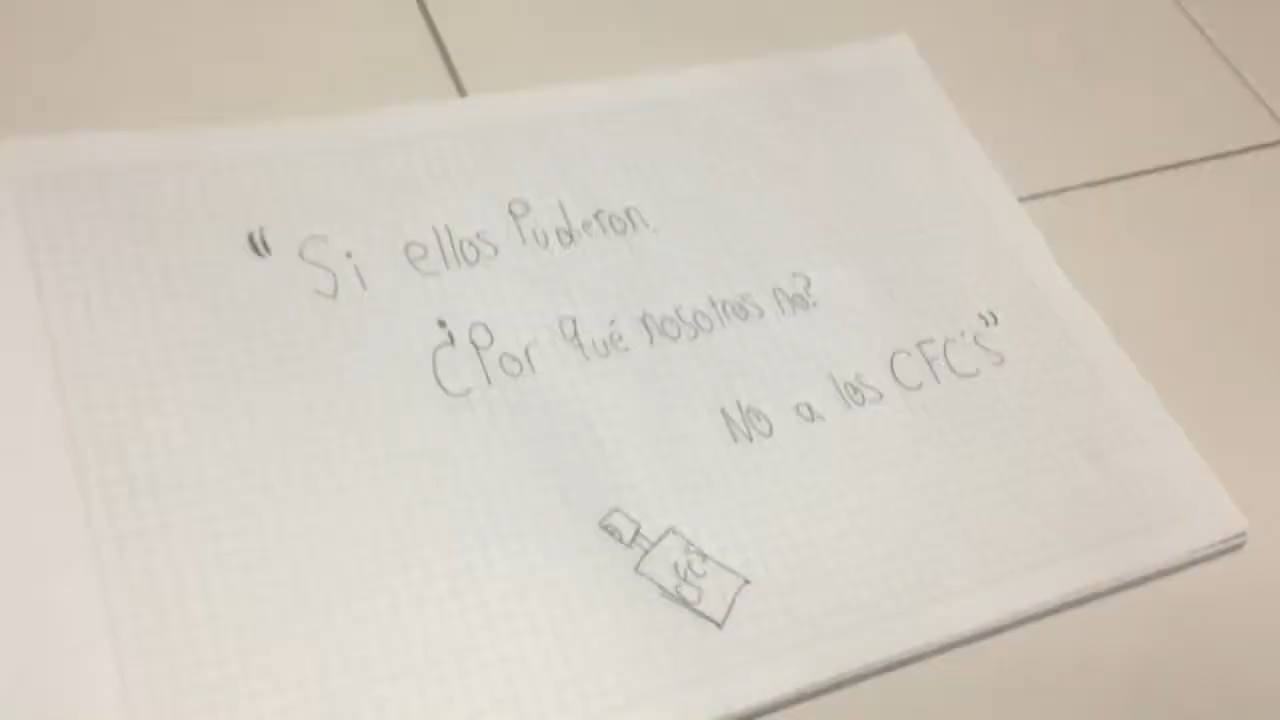 “ Si ellos Pudieron.
¿Por qué nosotros no?
No a los CFC's”
CFC's